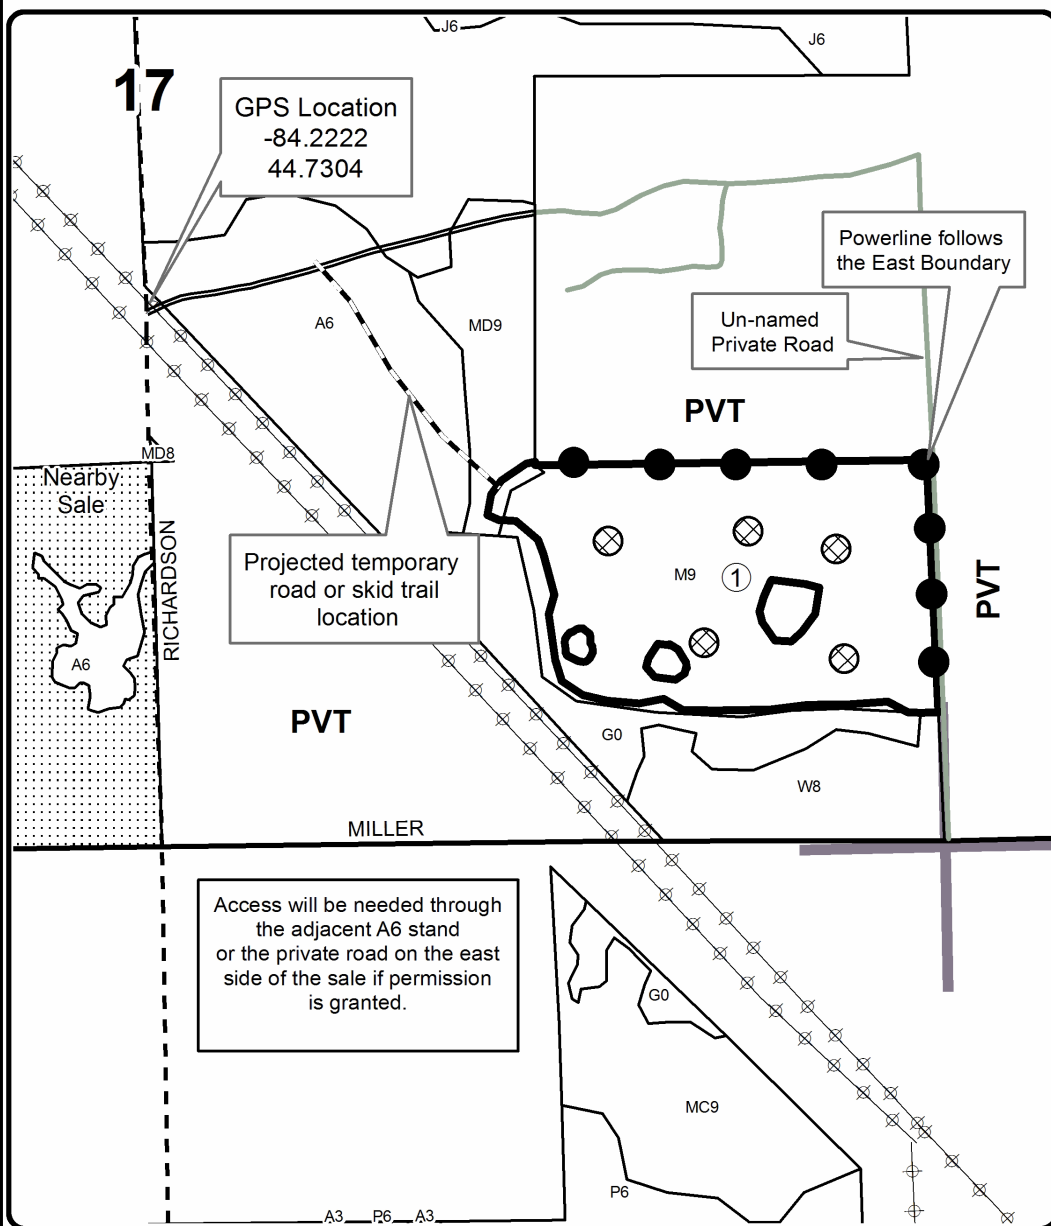 J6
J6
17
GPS Location
-84.2222
44.7304
Powerline follows
the East Boundary
Un-named
Private Road
A6
MD9
PVT
MD8
Nearby
Sale
RICHARDSON
Projected temporary
road or skid trail
location
M9
1
PVT
A6
PVT
G0
W8
MILLER
Access will be needed through
the adjacent A6 stand
or the private road on the east
side of the sale if permission
is granted.
G0
MC9
P6
A3
P6
A3